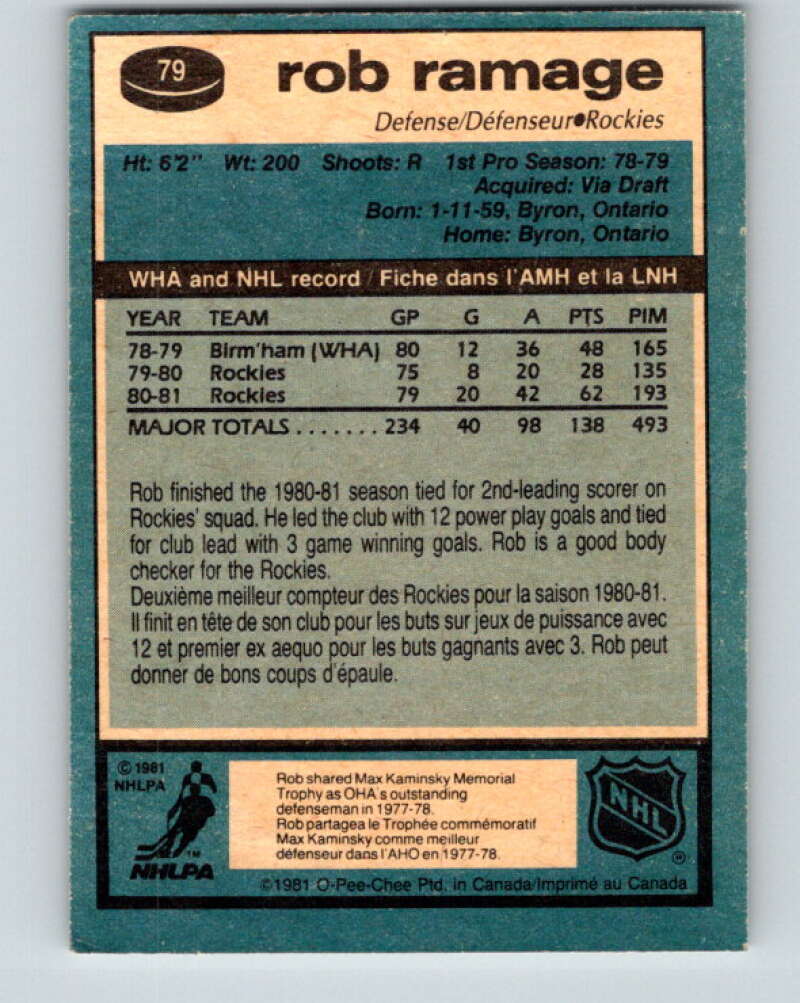 79
rob ramage
Defense/Défenseur•Rockies
Ht: 6'2" Wt: 200 Shoots: R 1st Pro Season: 78-79
Acquired: Via Draft
Born: 1-11-59, Byron, Ontario
Home: Byron, Ontario
WHA and NHL record / Fiche dans l'AMH et la LNH
YEAR TEAM GP G A PTS PIM
78-79 Birm'ham (WHA) 80 12 36 48 165
79-80 Rockies 75 8 20 28 135
80-81 Rockies 79 20 42 62 193
MAJOR TOTALS . . . . . . . 234 40 98 138 493
Rob finished the 1980-81 season tied for 2nd-leading scorer on
Rockies' squad. He led the club with 12 power play goals and tied
for club lead with 3 game winning goals. Rob is a good body
checker for the Rockies.
Deuxième meilleur compteur des Rockies pour la saison 1980-81.
Il finit en tête de son club pour les buts sur jeux de puissance avec
12 et premier ex aequo pour les buts gagnants avec 3. Rob peut
donner de bons coups d'épaule.
© 1981
NHLPA
TM
NHLPA
Rob shared Max Kaminsky Memorial
Trophy as OHA s outstanding
defenseman in 1977-78.
Rob partagea le Trophée commémoratif
Max Kaminsky comme meilleur
défenseur dans l'AHO en 1977-78.
NHL
®
©1981 O-Pee-Chee Ptd. in Canada/Imprimé au Canada